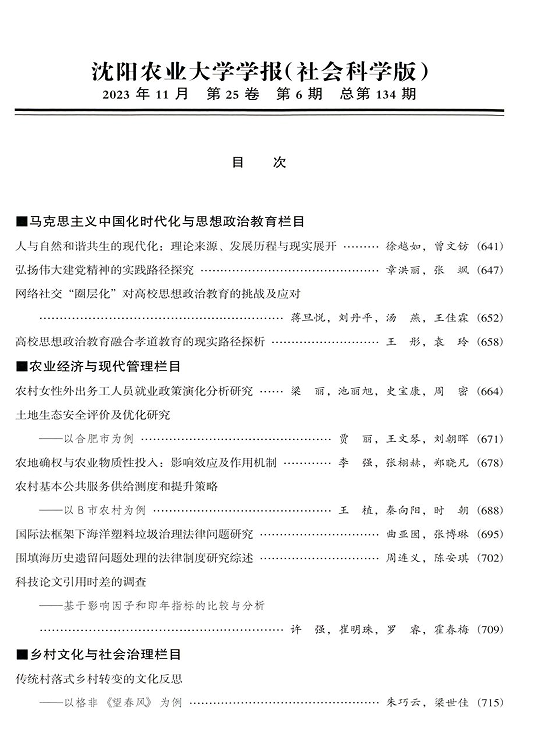 沈阳农业大学学报(社会科学版)
2023 年 11 月 第 25 卷 第 6 期 总第 134 期
目 次
■马克思主义中国化时代化与思想政治教育栏目
人与自然和谐共生的现代化：理论来源、发展历程与现实展开 ········· 徐越如，曾文钫 (641)
弘扬伟大建党精神的实践路径探究 ········· 章洪丽，张 飒 (647)
网络社交“圈层化”对高校思想政治教育的挑战及应对
········· 蒋旦悦，刘丹平，汤 燕，王佳霖 (652)
高校思想政治教育融合孝道教育的现实路径探析 ········· 王 彤，袁 玲 (658)
■农业经济与现代管理栏目
农村女性外出务工人员就业政策演化分析研究 ······ 梁 丽，池丽旭，史宝康，周 密 (664)
土地生态安全评价及优化研究
——以合肥市为例 ········· 贾 丽，王文琴，刘朝晖 (671)
农地确权与农业物质性投入：影响效应及作用机制 ········· 李 强，张栩赫，郑晓凡 (678)
农村基本公共服务供给测度和提升策略
——以 B 市农村为例 ········· 王 植，秦向阳，时 朝 (688)
国际法框架下海洋塑料垃圾治理法律问题研究 ········· 曲亚囡，张博琳 (695)
围填海历史遗留问题处理的法律制度研究综述 ········· 周连义，陈安琪 (702)
科技论文引用时差的调查
——基于影响因子和即年指标的比较与分析
········· 许 强，崔明珠，罗 睿，霍春梅 (709)
■乡村文化与社会治理栏目
传统村落式乡村转变的文化反思
——以格非《望春风》为例 ········· 朱巧云，梁世佳 (715)